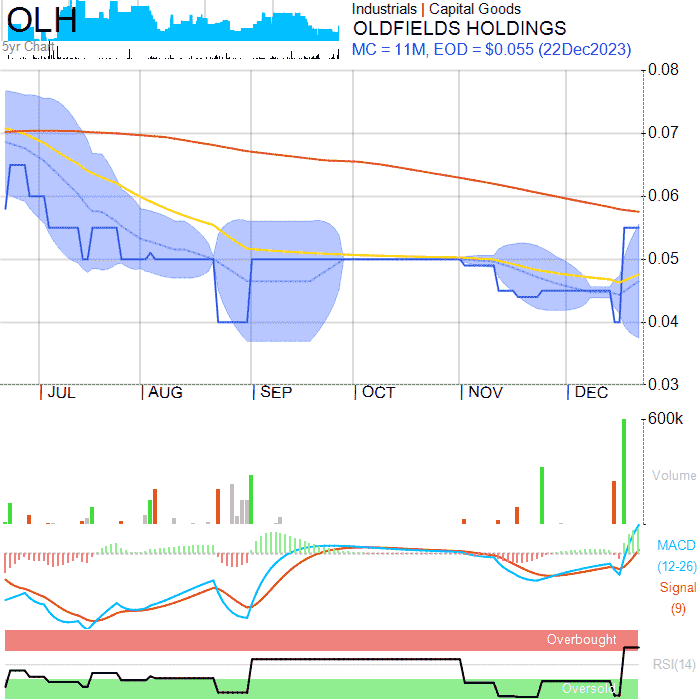 OLH
5yr Chart
Industrials | Capital Goods
OLDFIELDS HOLDINGS
MC = 11M, EOD = $0.055 (22Dec2023)
0.08
0.07
0.06
0.05
0.04
0.03
JUL AUG SEP OCT NOV DEC
600k
Volume
MACD
(12-26)
Signal
(9)
Overbought
RSI(14)
Oversold